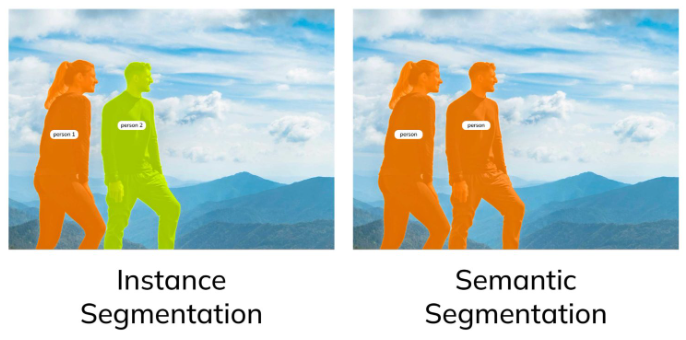 person 1
person 2
person
person
Instance
Segmentation
Semantic
Segmentation